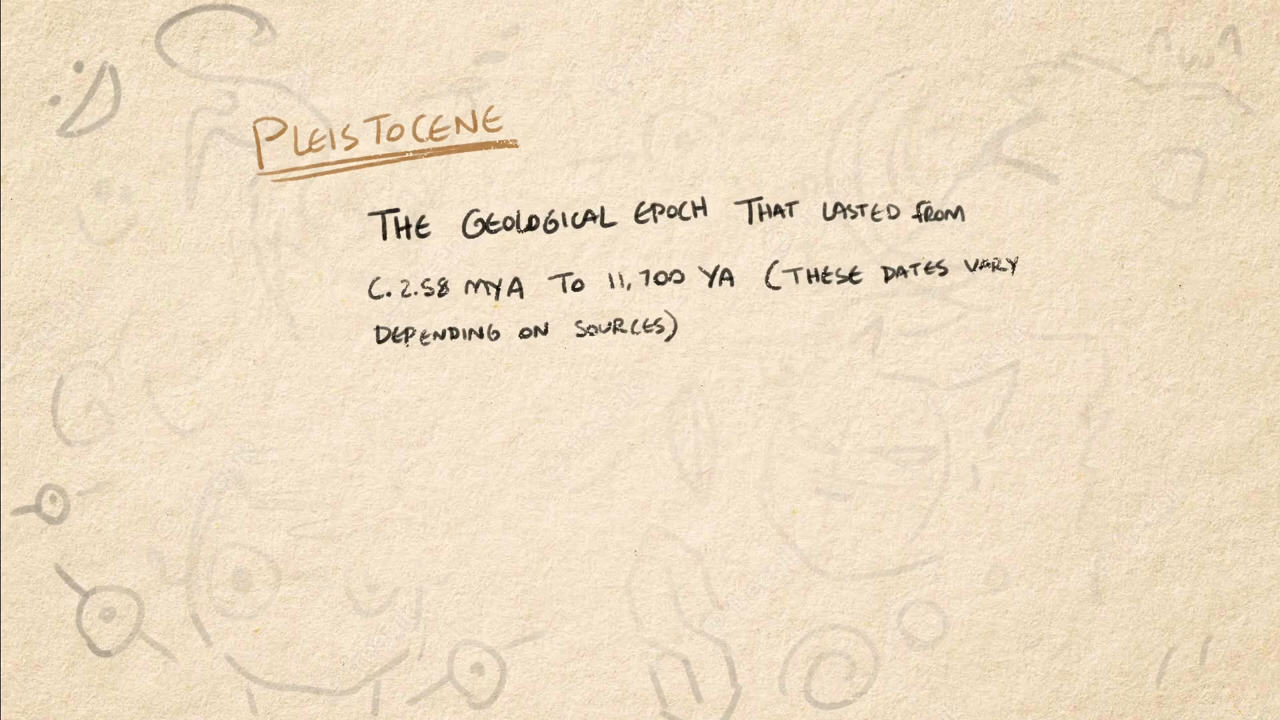 PLEISTOCENE
THE GEOLOGICAL EPOCH THAT LASTED FROM
C. 2.58 MYA TO 11,700 YA (THESE DATES VARY
DEPENDING ON SOURCES)